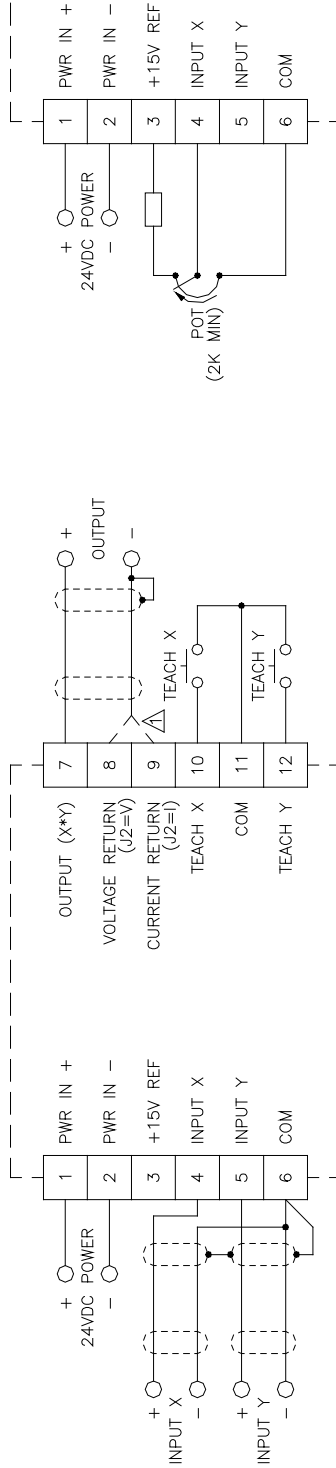 +
24VDC POWER
-
+
INPUT X
-
+
INPUT Y
-
1 PWR IN +
2 PWR IN -
3 +15V REF
4 INPUT X
5 INPUT Y
6 COM
OUTPUT (X*Y) 7
VOLTAGE RETURN 8
(J2=V)
CURRENT RETURN 9
(J2=I)
TEACH X 10
COM 11
TEACH Y 12
1
+
OUTPUT
-
TEACH X
TEACH Y
+
24VDC POWER
-
POT
(2K MIN)
1 PWR IN +
2 PWR IN -
3 +15V REF
4 INPUT X
5 INPUT Y
6 COM